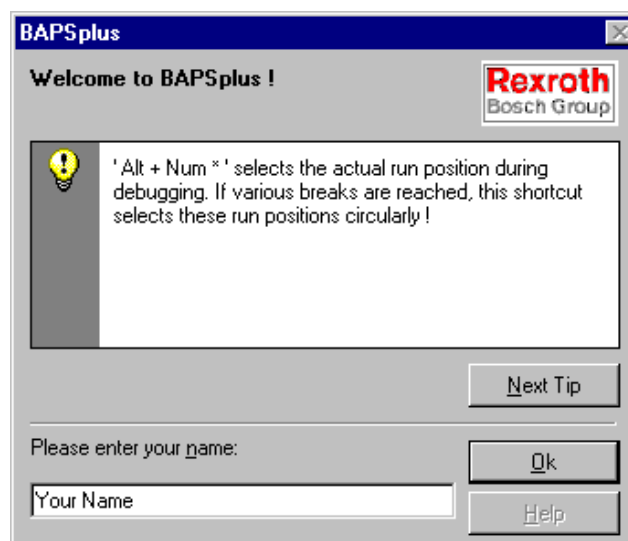 BAPSplus
Welcome to BAPSplus !
Rexroth
Bosch Group
' Alt + Num * ' selects the actual run position during
debugging. If various breaks are reached, this shortcut
selects these run positions circularly !
Next Tip
Please enter your name:
Ok
Your Name
Help